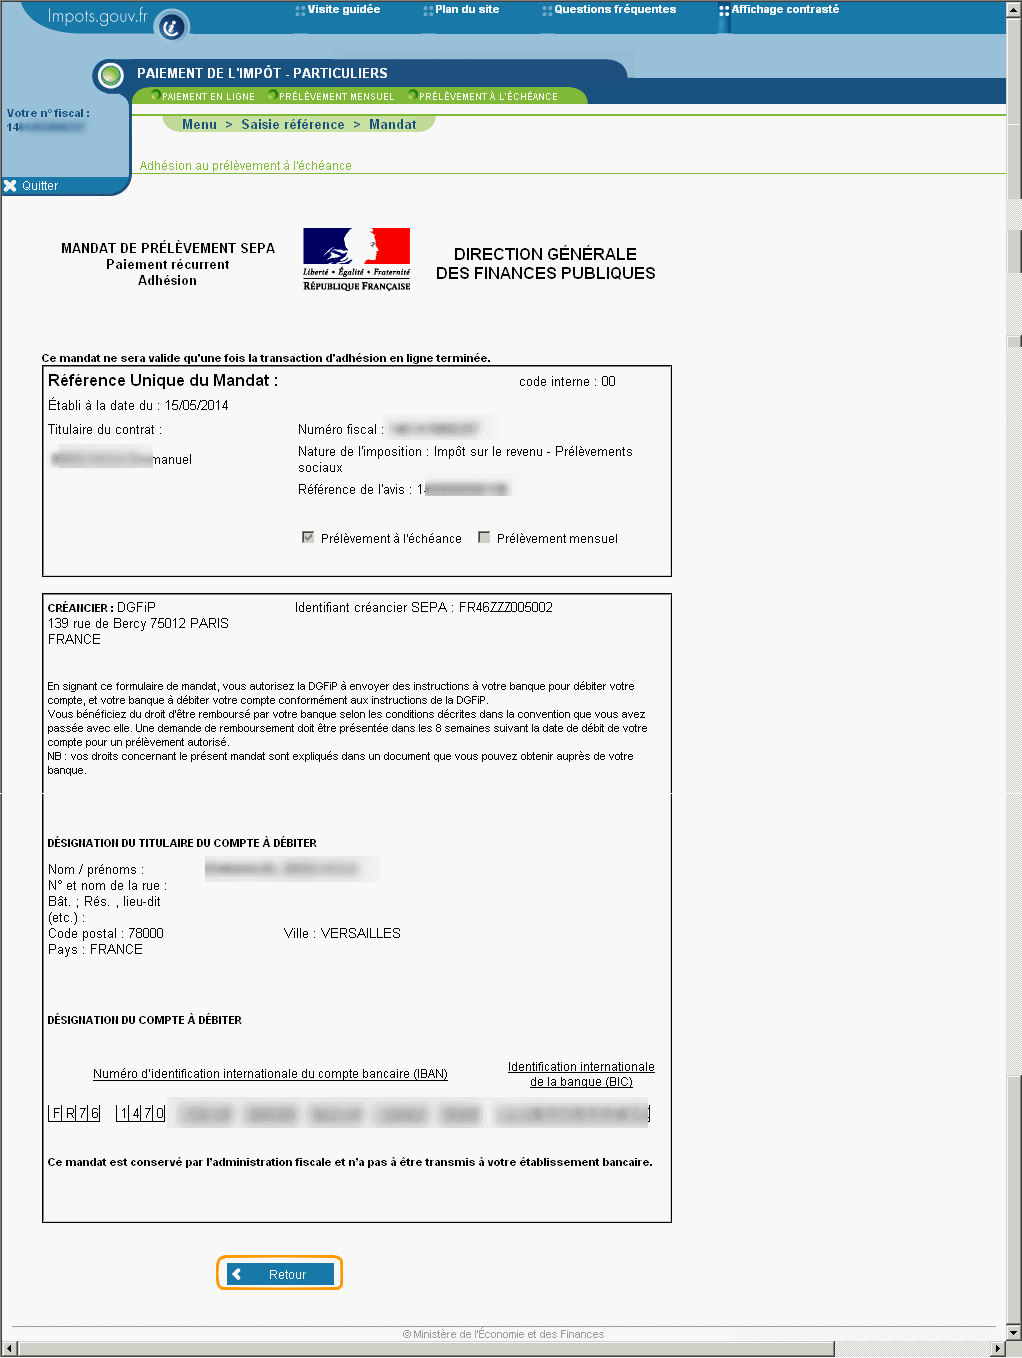 Impots.gouv.fr
Visite guidée
Plan du site
Questions fréquentes
Affichage contrasté
PAIEMENT DE L'IMPÔT - PARTICULIERS
PAIEMENT EN LIGNE
PRÉLÈVEMENT MENSUEL
PRÉLÈVEMENT À L'ÉCHÉANCE
Votre n° fiscal :
14
Menu > Saisie référence > Mandat
Adhésion au prélèvement à l'échéance
Quitter
MANDAT DE PRÉLÈVEMENT SEPA
Paiement récurrent
Adhésion
Liberté • Égalité • Fraternité
RÉPUBLIQUE FRANÇAISE
DIRECTION GÉNÉRALE
DES FINANCES PUBLIQUES
Ce mandat ne sera valide qu'une fois la transaction d'adhésion en ligne terminée.
Référence Unique du Mandat :
code interne : 00
Établi à la date du : 15/05/2014
Titulaire du contrat :
manuel
Numéro fiscal :
Nature de l'imposition : Impôt sur le revenu - Prélèvements
sociaux
Référence de l'avis : 1
Prélèvement à l'échéance
Prélèvement mensuel
CRÉANCIER : DGFiP
Identifiant créancier SEPA : FR46ZZZ005002
139 rue de Bercy 75012 PARIS
FRANCE
En signant ce formulaire de mandat, vous autorisez la DGFiP à envoyer des instructions à votre banque pour débiter votre
compte, et votre banque à débiter votre compte conformément aux instructions de la DGFiP.
Vous bénéficiez du droit d'être remboursé par votre banque selon les conditions décrites dans la convention que vous avez
passée avec elle. Une demande de remboursement doit être présentée dans les 8 semaines suivant la date de débit de votre
compte pour un prélèvement autorisé.
NB : vos droits concernant le présent mandat sont expliqués dans un document que vous pouvez obtenir auprès de votre
banque.
DÉSIGNATION DU TITULAIRE DU COMPTE À DÉBITER
Nom / prénoms :
N° et nom de la rue :
Bât. ; Rés. , lieu-dit
(etc.) :
Code postal : 78000
Ville : VERSAILLES
Pays : FRANCE
DÉSIGNATION DU COMPTE À DÉBITER
Numéro d'identification internationale du compte bancaire (IBAN)
Identification internationale
de la banque (BIC)
FR76 1470
Ce mandat est conservé par l'administration fiscale et n'a pas à être transmis à votre établissement bancaire.
Retour
© Ministère de l'Économie et des Finances